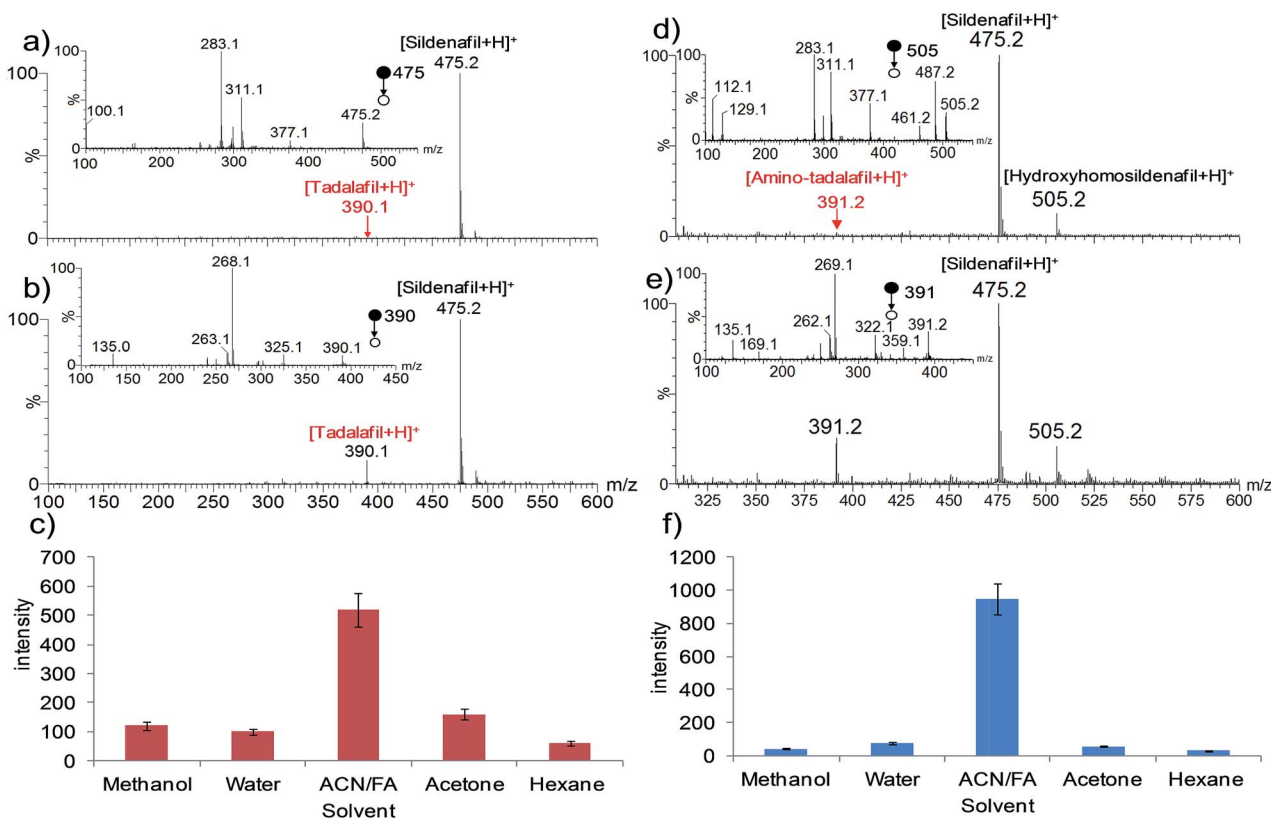 a)
[Sildenafil+H]⁺
475.2
100
0
%
100
0
%
283.1
311.1
475
100.1
377.1
475.2
100 200 300 400 500 m/z
[Tadalafil+H]⁺
390.1
b)
[Sildenafil+H]⁺
475.2
100
0
%
100
0
%
268.1
390
135.0
263.1
325.1
390.1
100 150 200 250 300 350 400 450
m/z
[Tadalafil+H]⁺
390.1
100 150 200 250 300 350 400 450 500 550 600 m/z
c)
700
600
500
400
300
200
100
0
intensity
Methanol Water ACN/FA Acetone Hexane
Solvent
d)
[Sildenafil+H]⁺
475.2
100
0
%
100
0
%
283.1
311.1
505
487.2
112.1
129.1
377.1
461.2
505.2
100 200 300 400 500 m/z
[Amino-tadalafil+H]⁺
391.2
[Hydroxyhomosildenafil+H]⁺
505.2
e)
[Sildenafil+H]⁺
475.2
100
0
%
100
0
%
269.1
391
135.1
169.1
262.1
322.1
359.1
391.2
100 200 300 400 m/z
391.2
505.2
325 350 375 400 425 450 475 500 525 550 575 600 m/z
f)
1200
1000
800
600
400
200
0
intensity
Methanol Water ACN/FA Acetone Hexane
Solvent